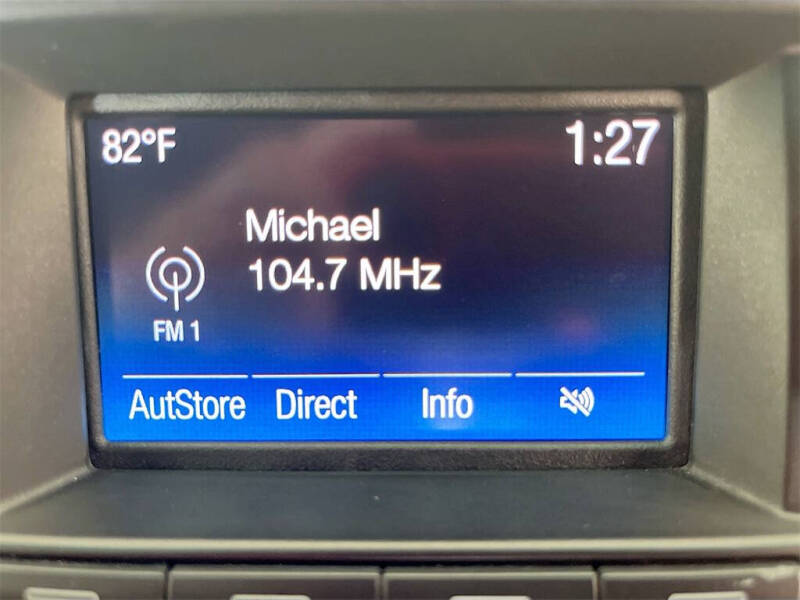 82°F 1:27
Michael
104.7 MHz
FM 1
AutStore Direct Info